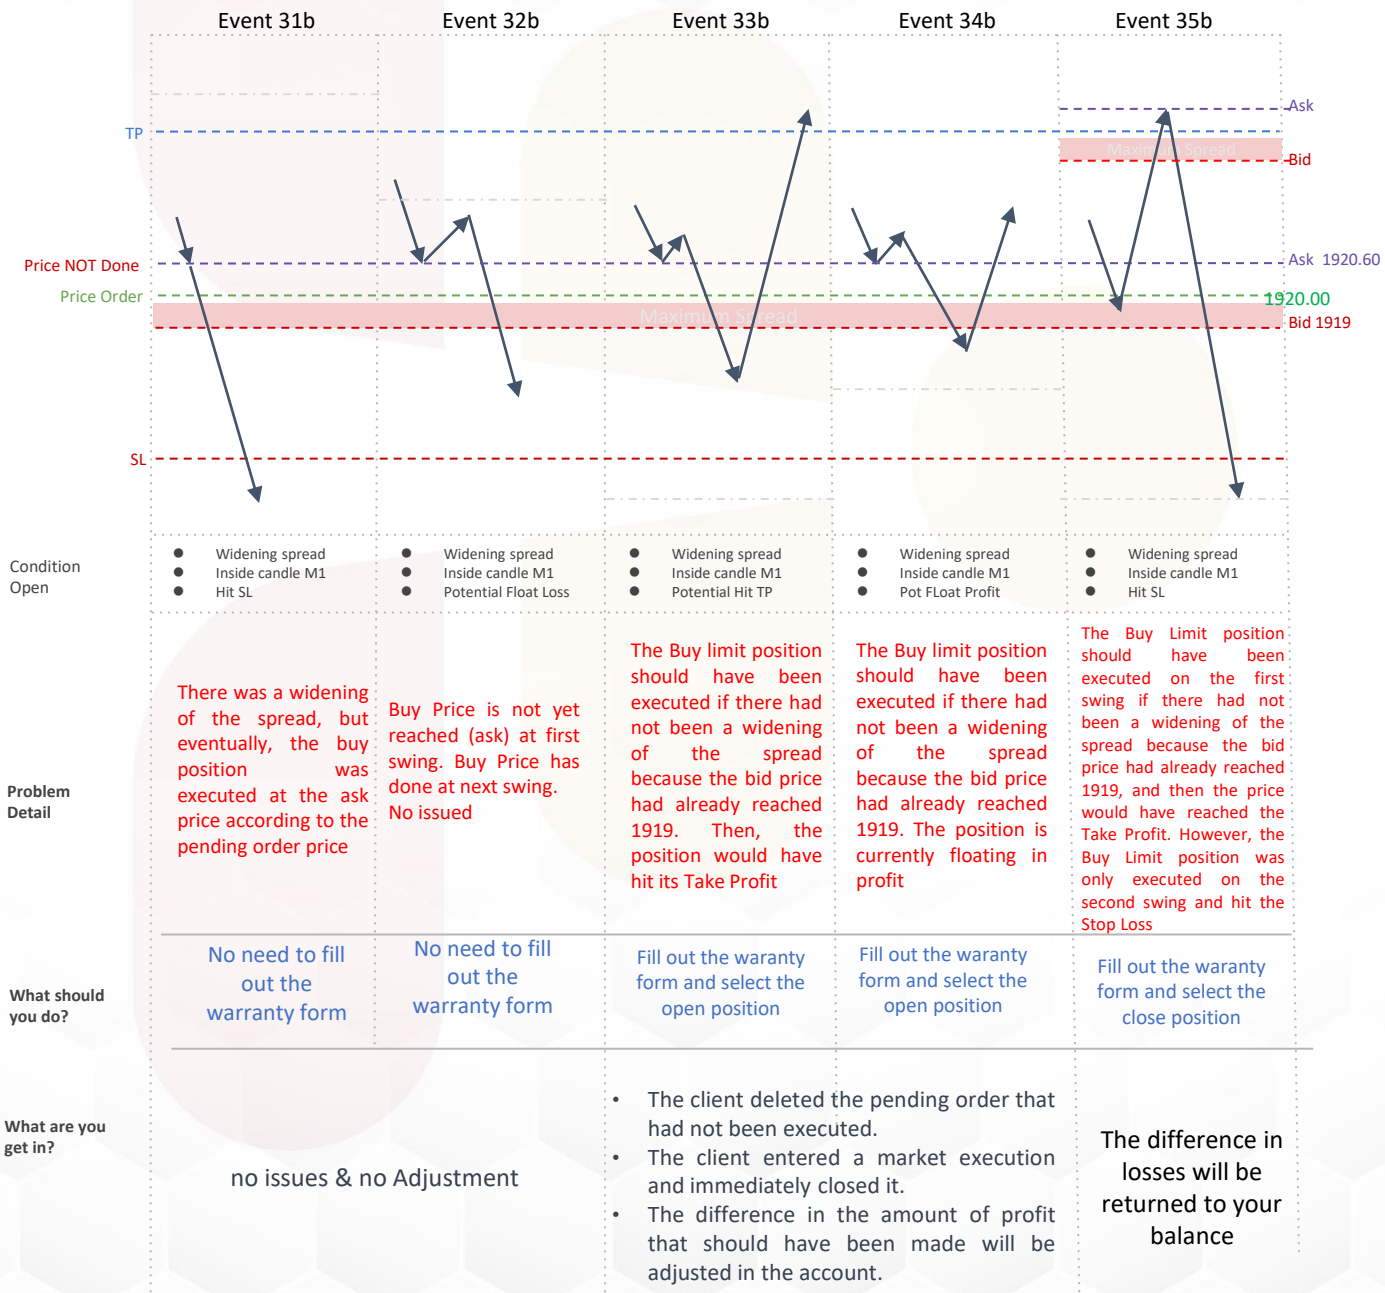 Event 31b
Event 32b
Event 33b
Event 34b
Event 35b
Ask
TP
Maximum Spread
Bid
Price NOT Done
Ask 1920.60
Price Order
1920.00
Maximum Spread
Bid 1919
SL
Condition
Open
● Widening spread
● Inside candle M1
● Hit SL
● Widening spread
● Inside candle M1
● Potential Float Loss
● Widening spread
● Inside candle M1
● Potential Hit TP
● Widening spread
● Inside candle M1
● Pot FLoat Profit
● Widening spread
● Inside candle M1
● Hit SL
Problem
Detail
There was a widening
of the spread, but
eventually, the buy
position was
executed at the ask
price according to the
pending order price
Buy Price is not yet
reached (ask) at first
swing. Buy Price has
done at next swing.
No issued
The Buy limit position
should have been
executed if there had
not been a widening
of the spread
because the bid price
had already reached
1919. Then, the
position would have
hit its Take Profit
The Buy limit position
should have been
executed if there had
not been a widening
of the spread
because the bid price
had already reached
1919. The position is
currently floating in
profit
The Buy Limit position
should have been
executed on the first
swing if there had not
been a widening of the
spread because the bid
price had already reached
1919, and then the price
would have reached the
Take Profit. However, the
Buy Limit position was
only executed on the
second swing and hit the
Stop Loss
What should
you do?
No need to fill
out the
warranty form
No need to fill
out the
warranty form
Fill out the waranty
form and select the
open position
Fill out the waranty
form and select the
open position
Fill out the waranty
form and select the
close position
What are you
get in?
no issues & no Adjustment
• The client deleted the pending order that
had not been executed.
• The client entered a market execution
and immediately closed it.
• The difference in the amount of profit
that should have been made will be
adjusted in the account.
The difference in
losses will be
returned to your
balance